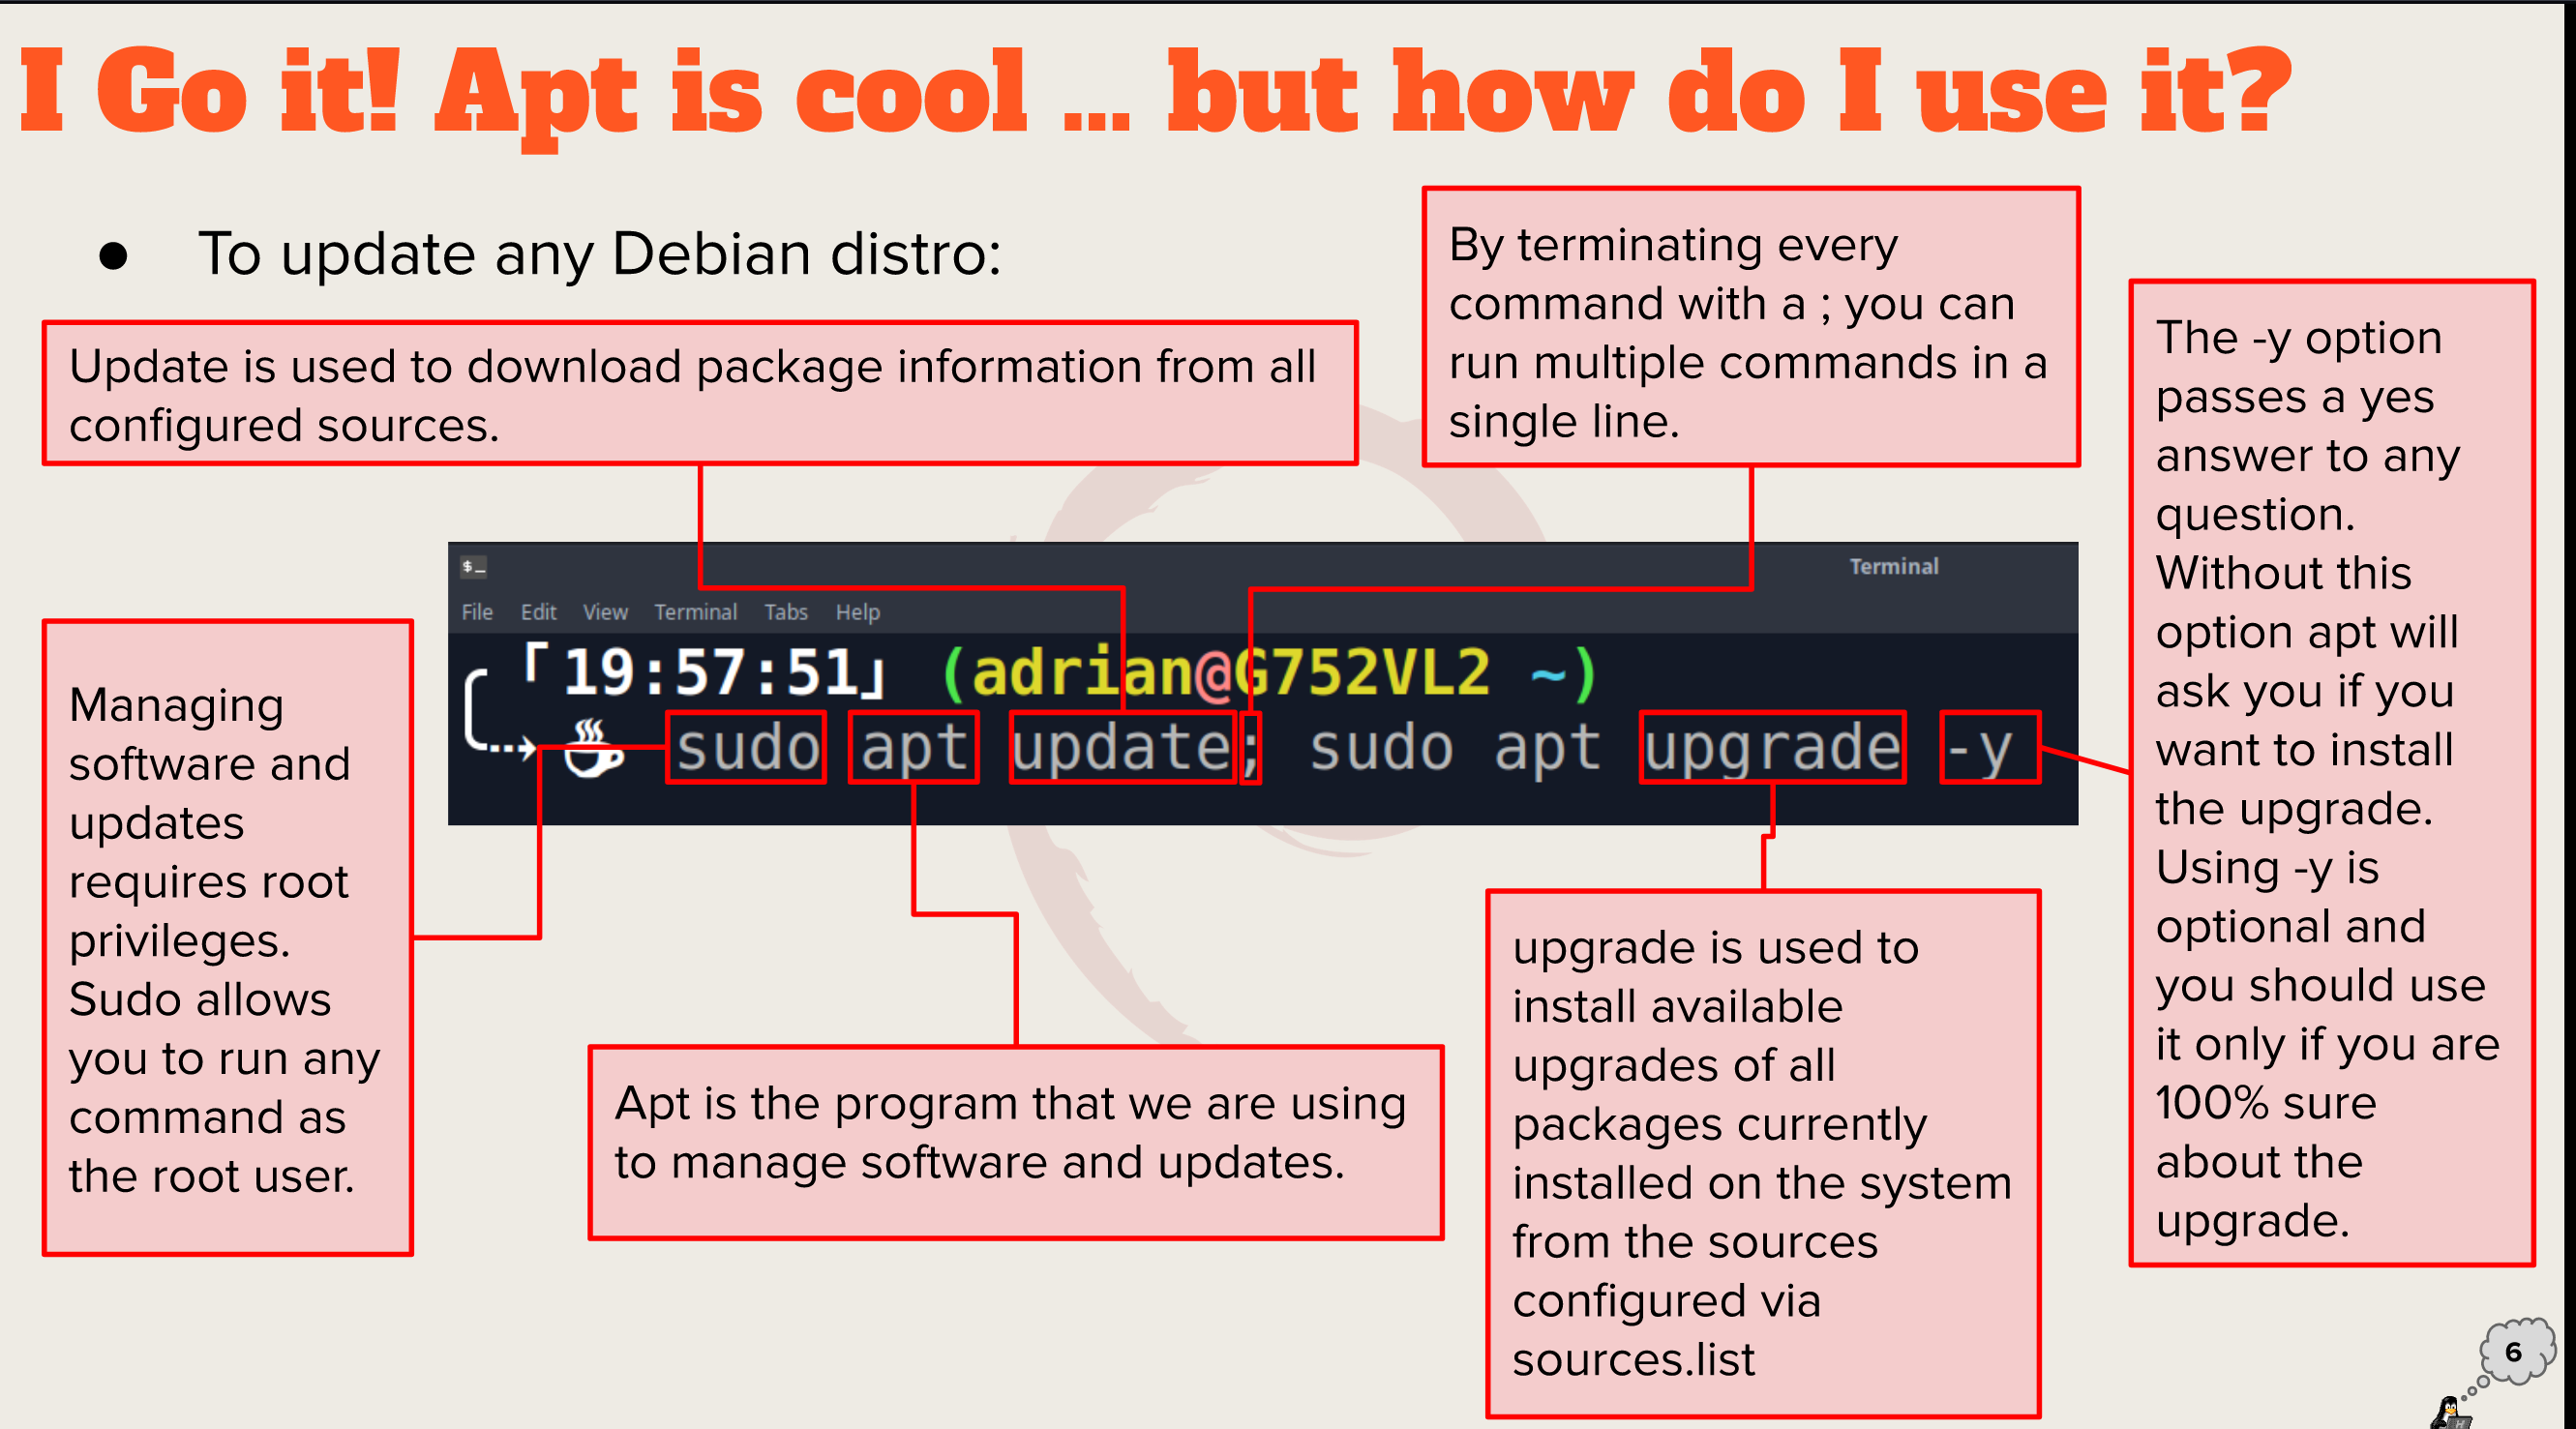 I Go it! Apt is cool ... but how do I use it?
● To update any Debian distro:
Update is used to download package information from all
configured sources.
By terminating every
command with a ; you can
run multiple commands in a
single line.
The -y option
passes a yes
answer to any
question.
Without this
option apt will
ask you if you
want to install
the upgrade.
Using -y is
optional and
you should use
it only if you are
100% sure
about the
upgrade.
$_
Terminal
File Edit View Terminal Tabs Help
「19:57:51」 (adrian@G752VL2 ~)
sudo apt update; sudo apt upgrade -y
Managing
software and
updates
requires root
privileges.
Sudo allows
you to run any
command as
the root user.
Apt is the program that we are using
to manage software and updates.
upgrade is used to
install available
upgrades of all
packages currently
installed on the system
from the sources
configured via
sources.list
6